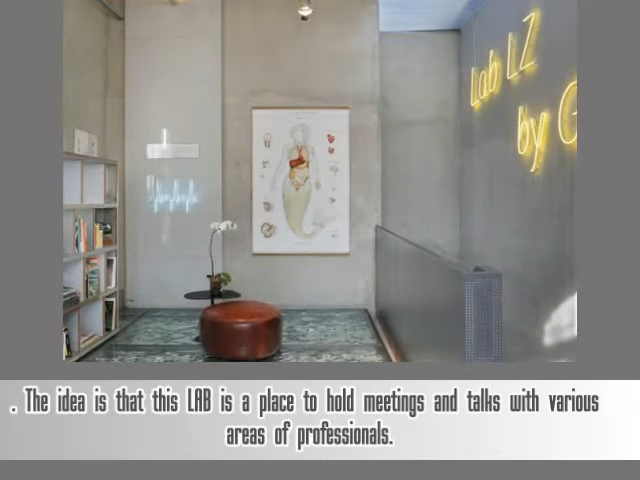 Lab LZ
by G
. The idea is that this LAB is a place to hold meetings and talks with various
areas of professionals.